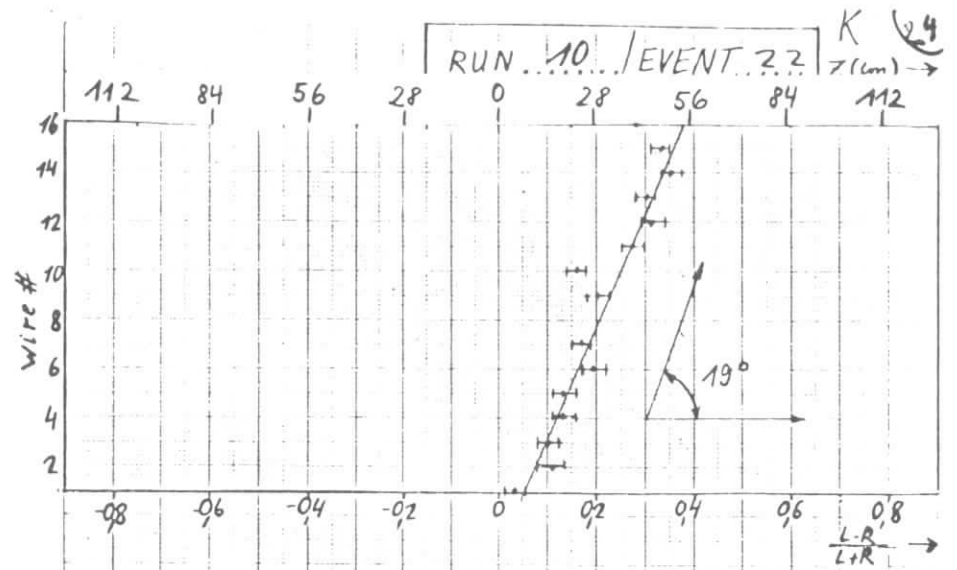 K 4
RUN 10 / EVENT 22 z (cm) →
112 84 56 28 0 28 56 84 112
16
14
12
10
8
6
4
2
Wire #
19°
-0,8 -0,6 -0,4 -0,2 0 0,2 0,4 0,6 0,8
L-R
L+R →